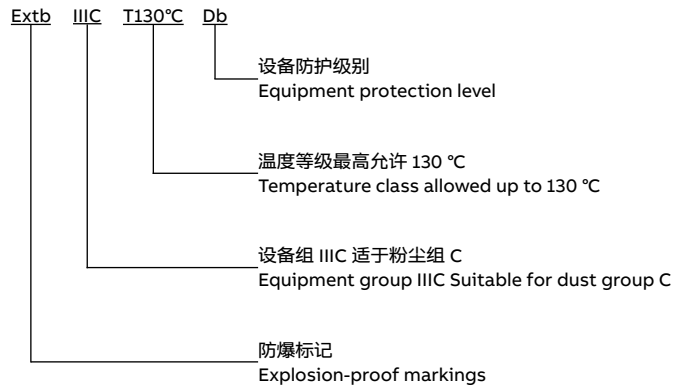 Extb IIIC T130℃ Db
设备防护级别
Equipment protection level
温度等级最高允许 130 ℃
Temperature class allowed up to 130 ℃
设备组 IIIC 适于粉尘组 C
Equipment group IIIC Suitable for dust group C
防爆标记
Explosion-proof markings